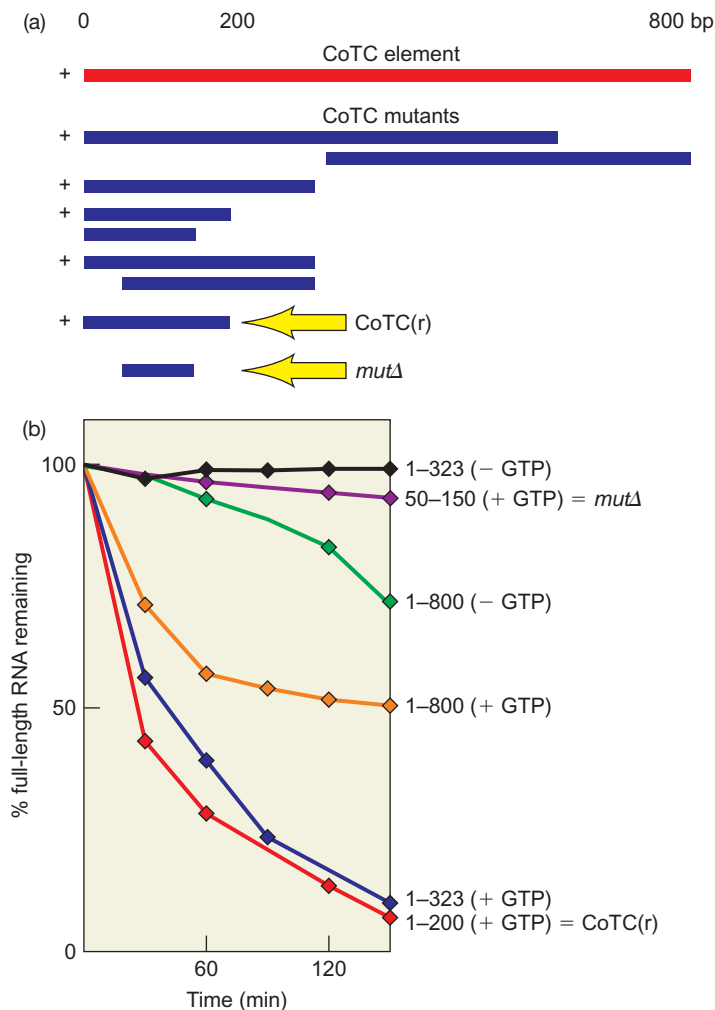 (a)
0 200 800 bp
CoTC element
+
CoTC mutants
+
+
+
+
+
CoTC(r)
mutΔ
(b)
100
50
0
% full-length RNA remaining
60 120
Time (min)
1–323 (– GTP)
50–150 (+ GTP) = mutΔ
1–800 (– GTP)
1–800 (+ GTP)
1–323 (+ GTP)
1–200 (+ GTP) = CoTC(r)